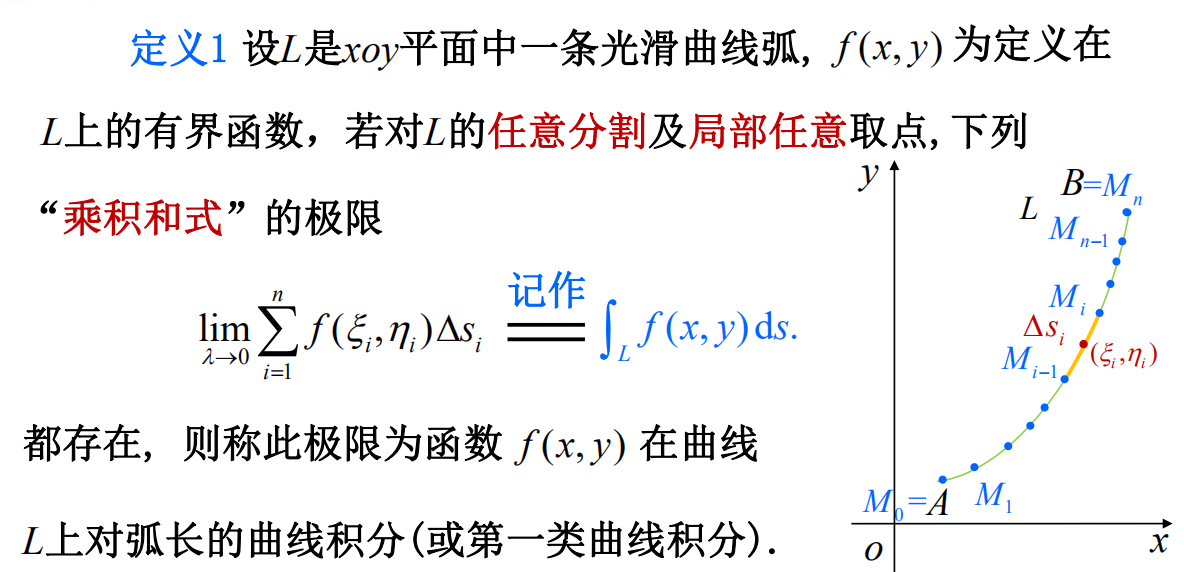 定义1 设L是xoy平面中一条光滑曲线弧, f(x, y) 为定义在
L上的有界函数，若对L的任意分割及局部任意取点, 下列
“乘积和式”的极限
lim_{λ→0} ∑_{i=1}^{n} f(ξ_i, η_i)Δs_i 记作 ∫_L f(x, y) ds.
都存在, 则称此极限为函数 f(x, y) 在曲线
L上对弧长的曲线积分(或第一类曲线积分).
y
B=M_n
L
M_{n-1}
M_i
Δs_i
(ξ_i, η_i)
M_{i-1}
M_0=A
M_1
o
x